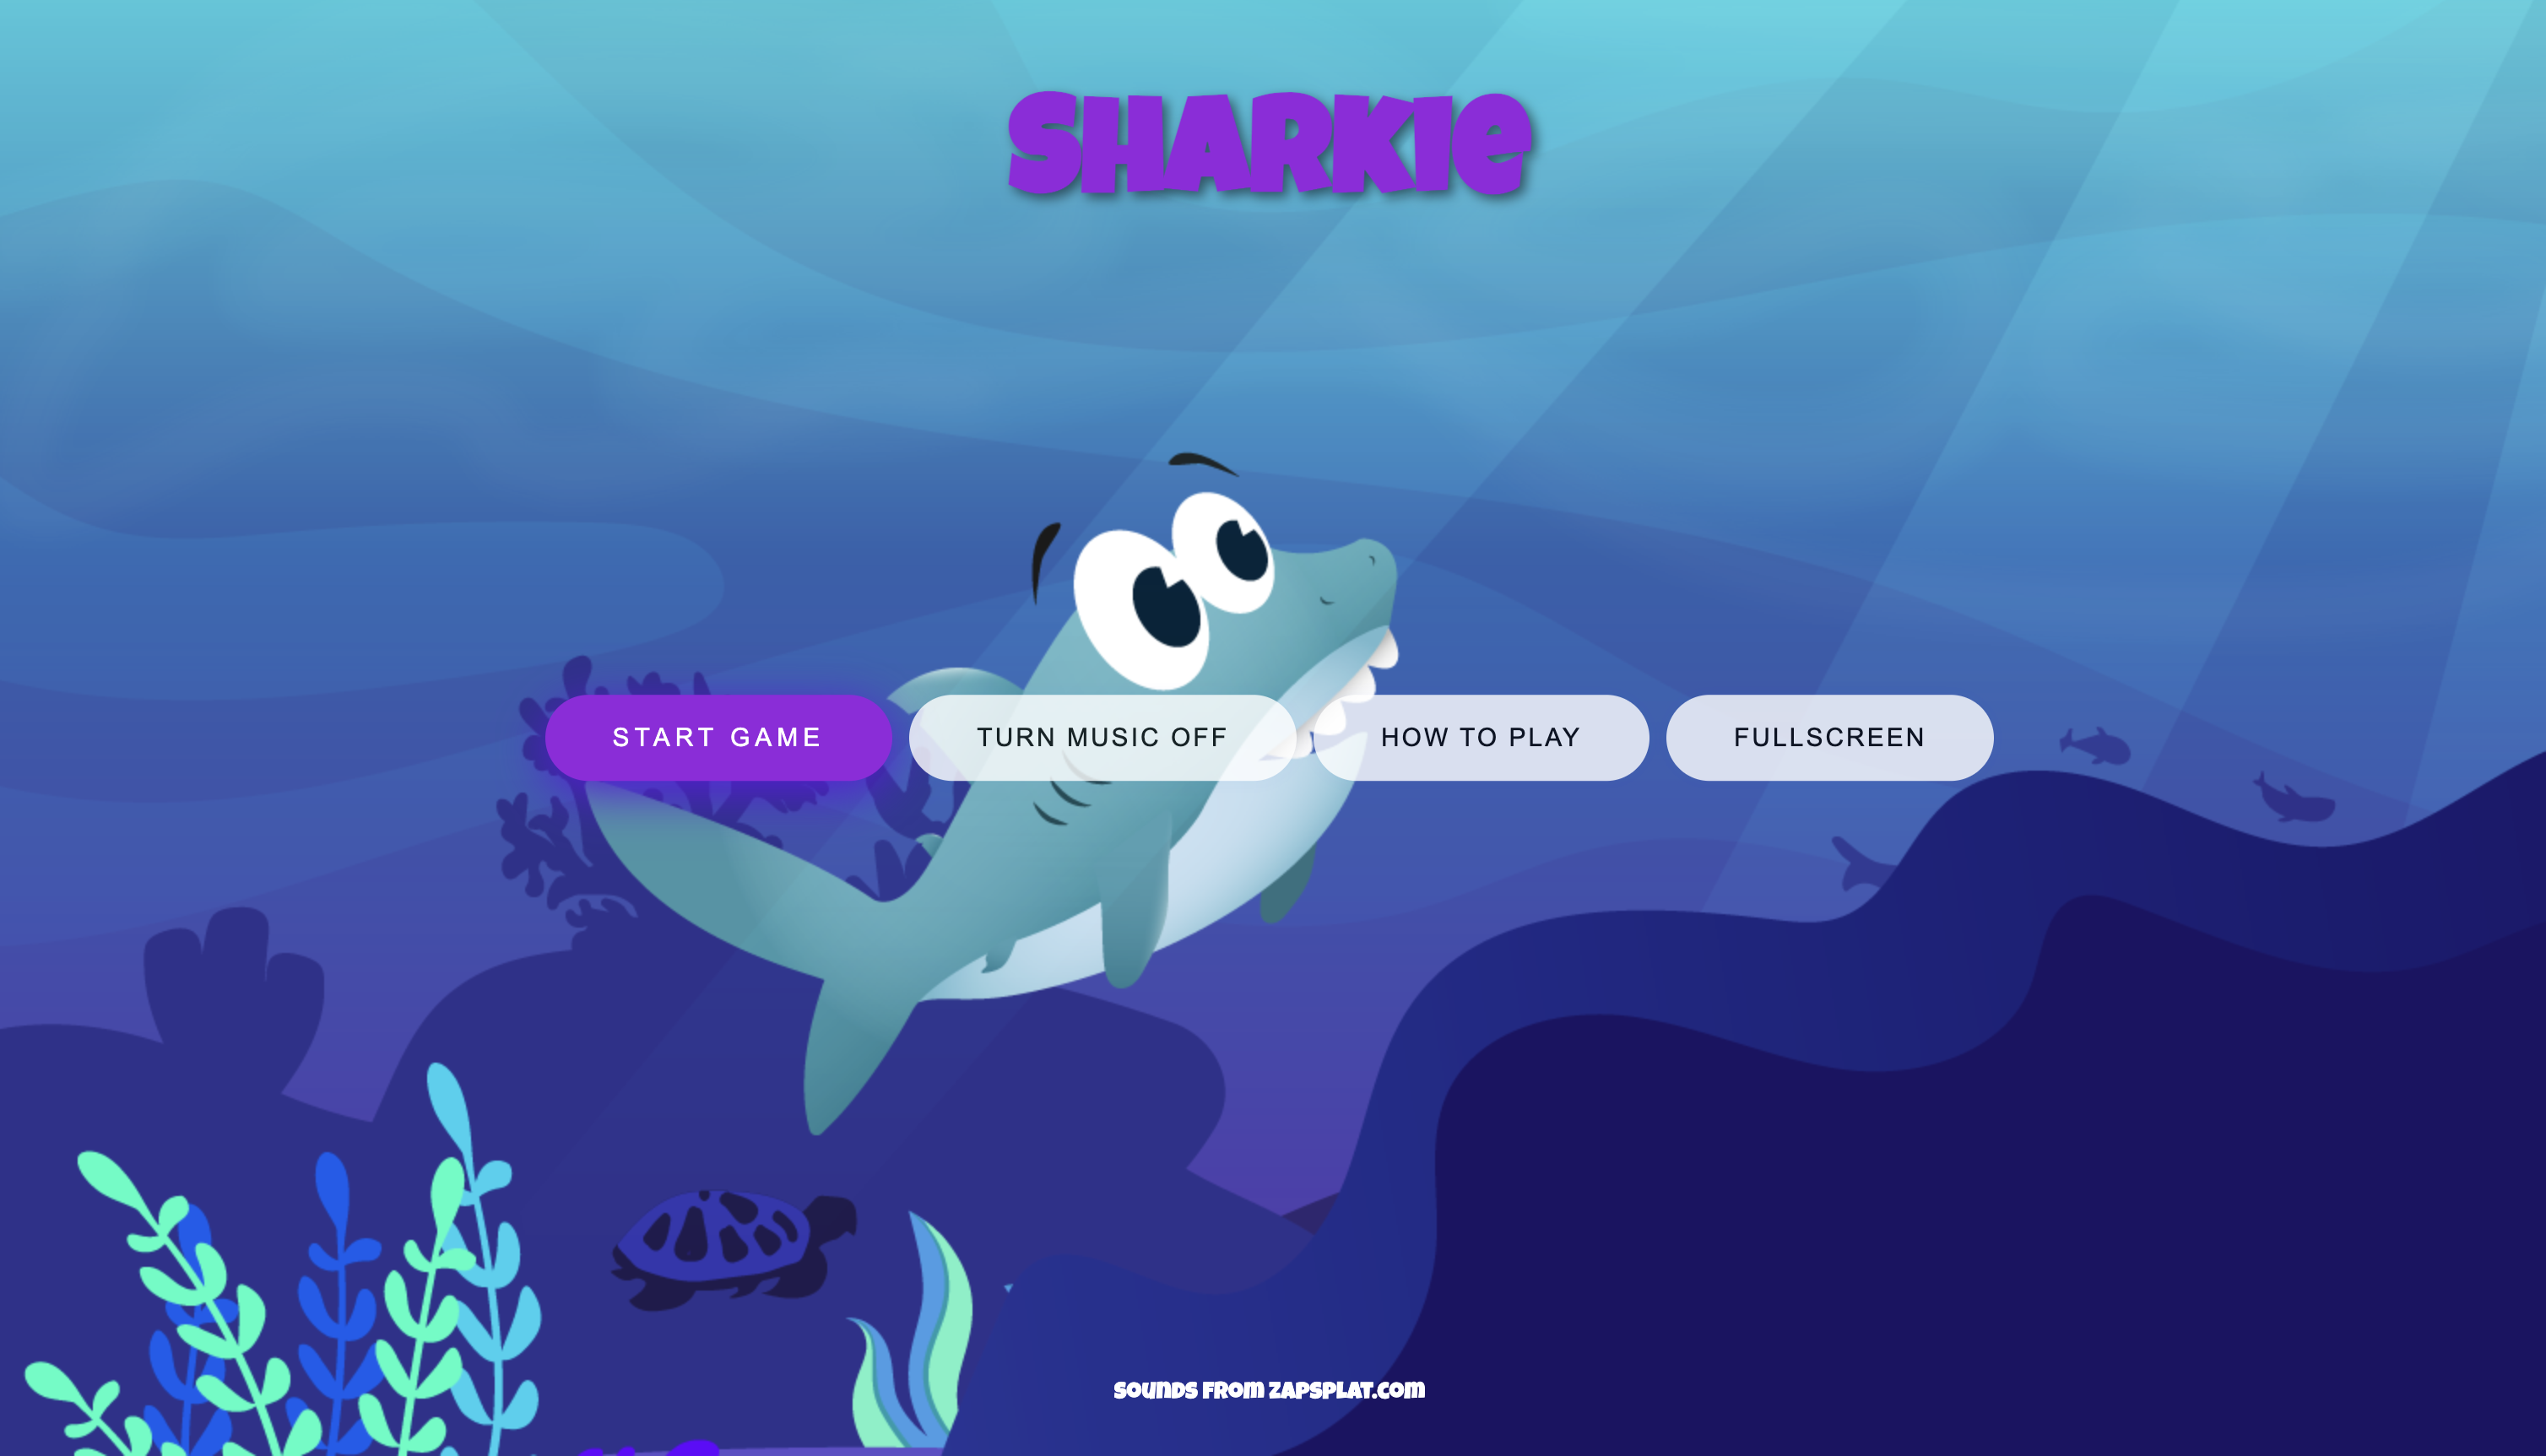 SHARKIe
START GAME
TURN MUSIC OFF
HOW TO PLAY
FULLSCREEN
SOUNDS FROM ZAPSPLAT.COM